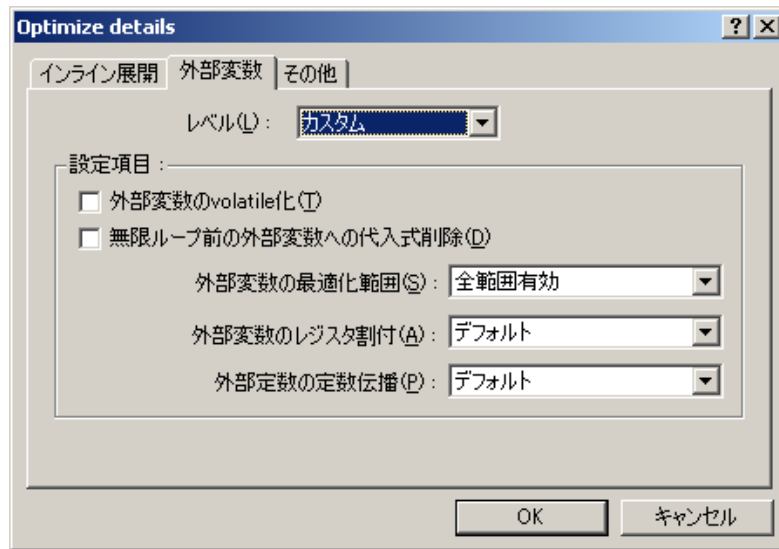 Optimize details
インライン展開 外部変数 その他
レベル(L)： カスタム
設定項目：
外部変数のvolatile化(T)
無限ループ前の外部変数への代入式削除(D)
外部変数の最適化範囲(S)： 全範囲有効
外部変数のレジスタ割付(A)： デフォルト
外部定数の定数伝播(P)： デフォルト
OK キャンセル